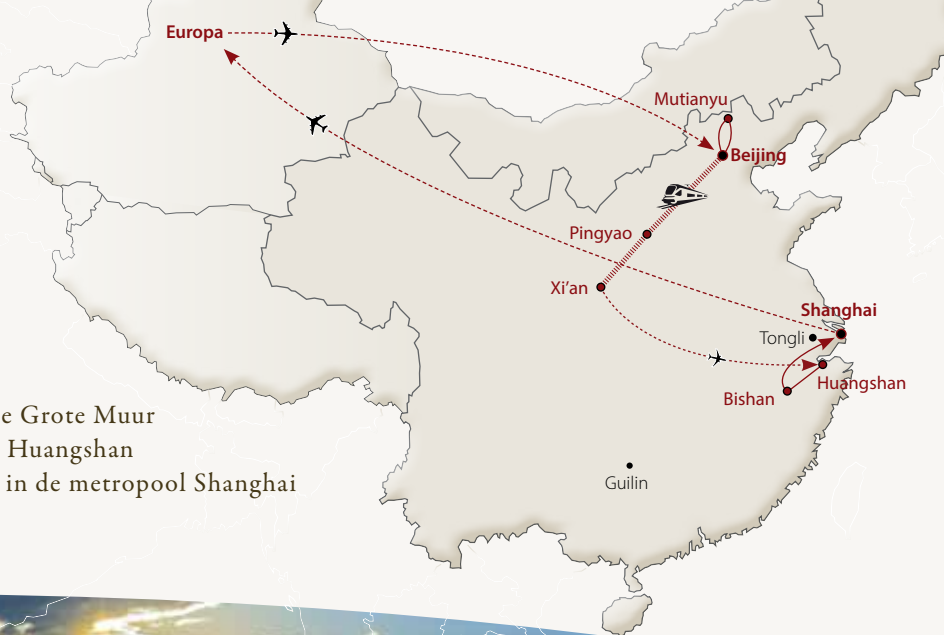 Europa
Mutianyu
Beijing
Pingyao
Xi'an
Shanghai
Tongli
Huangshan
Bishan
e Grote Muur
Huangshan
in de metropool Shanghai
Guilin